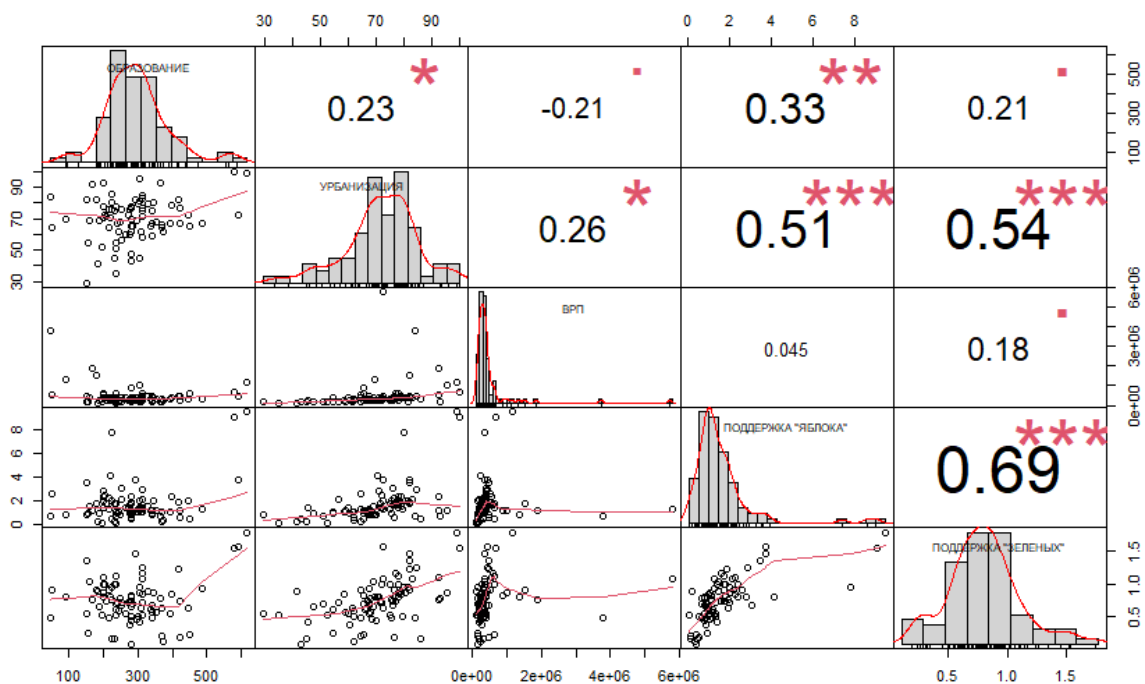 30 50 70 90
0 2 4 6 8
ОБРАЗОВАНИЕ
0.23
*
-0.21
.
0.33
**
0.21
.
100 300 500
30 50 70 90
УРБАНИЗАЦИЯ
0.26
*
0.51
***
0.54
***
ВРП
0.045
0.18
.
0e+00 3e+06 6e+06
0 2 4 6 8
ПОДДЕРЖКА "ЯБЛОКА"
0.69
***
ПОДДЕРЖКА "ЗЕЛЕНЫХ"
0.5 1.0 1.5
100 300 500
0e+00 2e+06 4e+06 6e+06
0.5 1.0 1.5